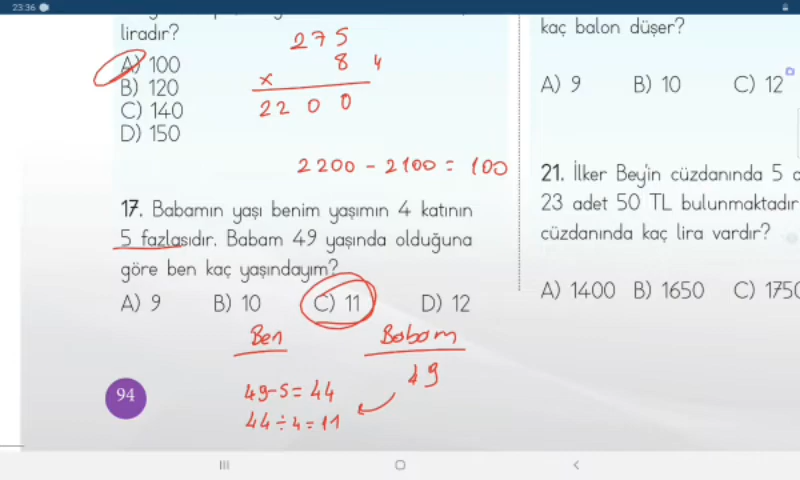 23:36
liradır?
A) 100
B) 120
C) 140
D) 150
275
8 4
x
2200
2200 - 2100 = 100
17. Babamın yaşı benim yaşımın 4 katının
5 fazlasıdır. Babam 49 yaşında olduğuna
göre ben kaç yaşındayım?
A) 9 B) 10 C) 11 D) 12
Ben Babam
49
49-5=44
44÷4=11
94
kaç balon düşer?
A) 9 B) 10 C) 12
21. İlker Bey'in cüzdanında 5
23 adet 50 TL bulunmaktadır
cüzdanında kaç lira vardır?
A) 1400 B) 1650 C) 1750